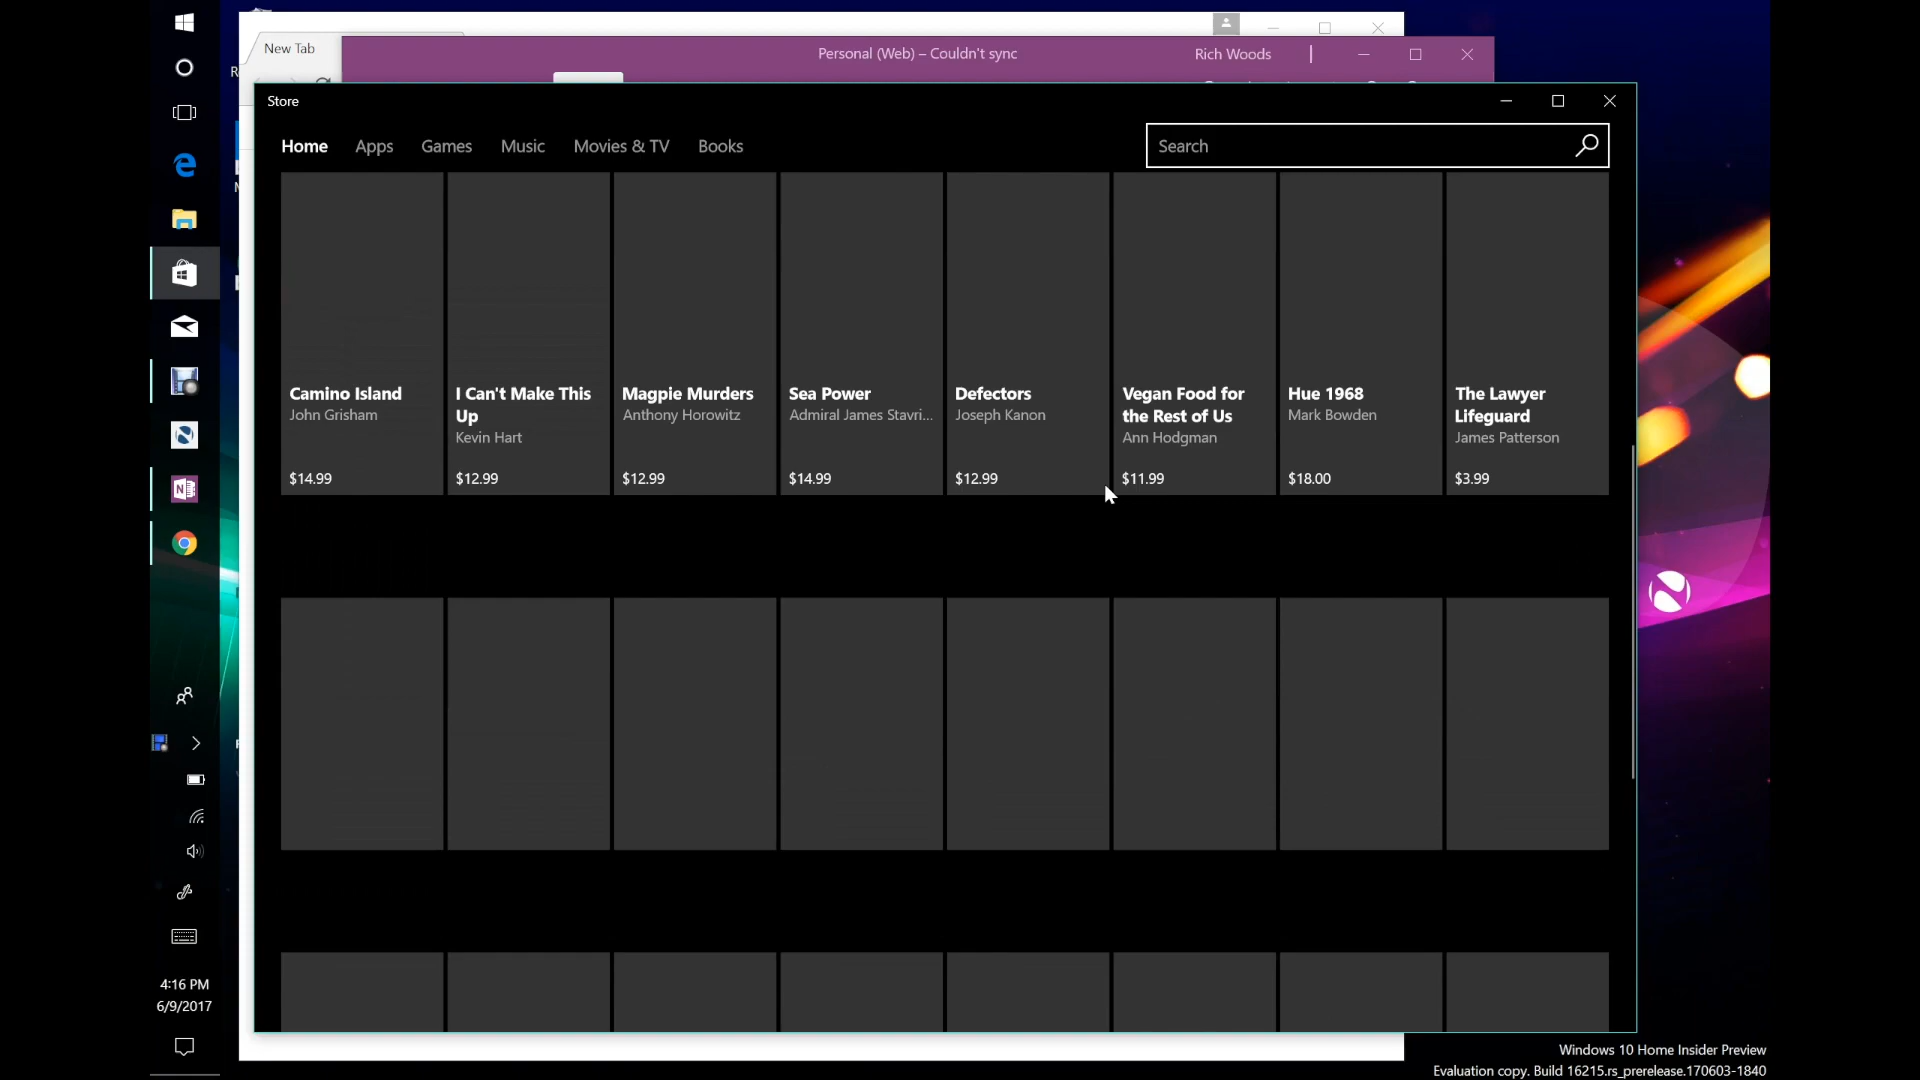 New Tab
Personal (Web) – Couldn't sync
Rich Woods
Store
Home Apps Games Music Movies & TV Books
Search
Camino Island
John Grisham
$14.99
I Can't Make This
Up
Kevin Hart
$12.99
Magpie Murders
Anthony Horowitz
$12.99
Sea Power
Admiral James Stavri...
$14.99
Defectors
Joseph Kanon
$12.99
Vegan Food for
the Rest of Us
Ann Hodgman
$11.99
Hue 1968
Mark Bowden
$18.00
The Lawyer
Lifeguard
James Patterson
$3.99
4:16 PM
6/9/2017
Windows 10 Home Insider Preview
Evaluation copy. Build 16215.rs_prerelease.170603-1840